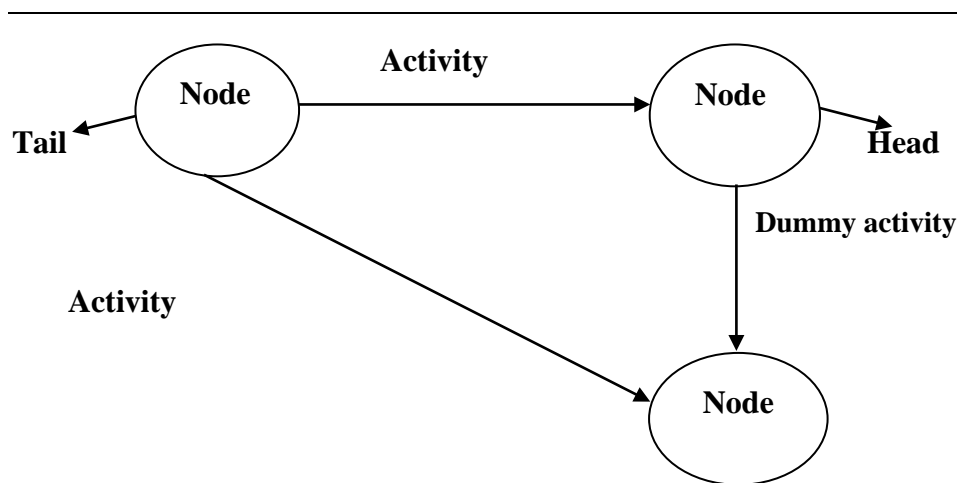 Activity
Node
Node
Tail
Head
Dummy activity
Activity
Node